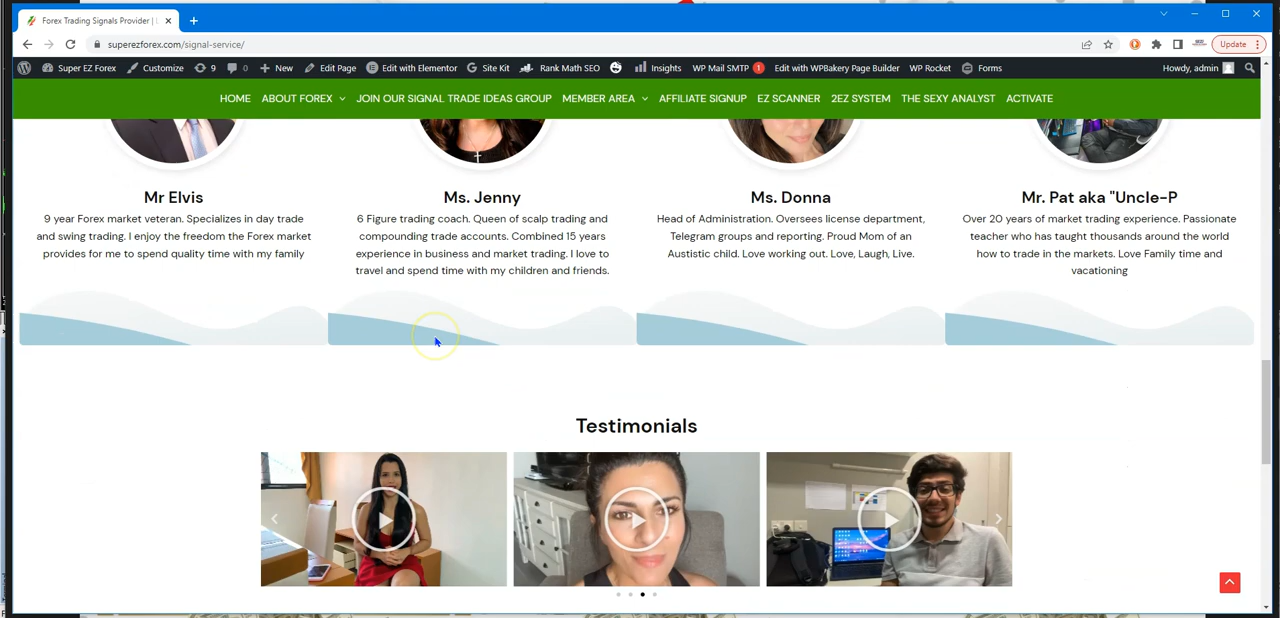 Forex Trading Signals Provider |
superezforex.com/signal-service/
Update
Super EZ Forex Customize 9 0 New Edit Page Edit with Elementor Site Kit Rank Math SEO Insights WP Mail SMTP 1 Edit with WPBakery Page Builder WP Rocket Forms Howdy, admin
HOME ABOUT FOREX JOIN OUR SIGNAL TRADE IDEAS GROUP MEMBER AREA AFFILIATE SIGNUP EZ SCANNER 2EZ SYSTEM THE SEXY ANALYST ACTIVATE
Mr Elvis
9 year Forex market veteran. Specializes in day trade
and swing trading. I enjoy the freedom the Forex market
provides for me to spend quality time with my family
Ms. Jenny
6 Figure trading coach. Queen of scalp trading and
compounding trade accounts. Combined 15 years
experience in business and market trading. I love to
travel and spend time with my children and friends.
Ms. Donna
Head of Administration. Oversees license department,
Telegram groups and reporting. Proud Mom of an
Austistic child. Love working out. Love, Laugh, Live.
Mr. Pat aka "Uncle-P
Over 20 years of market trading experience. Passionate
teacher who has taught thousands around the world
how to trade in the markets. Love Family time and
vacationing
Testimonials